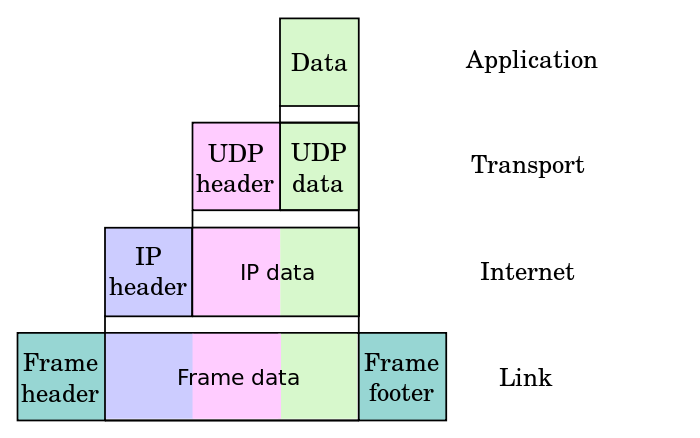 Data
Application
UDP
header
UDP
data
Transport
IP
header
IP data
Internet
Frame
header
Frame data
Frame
footer
Link